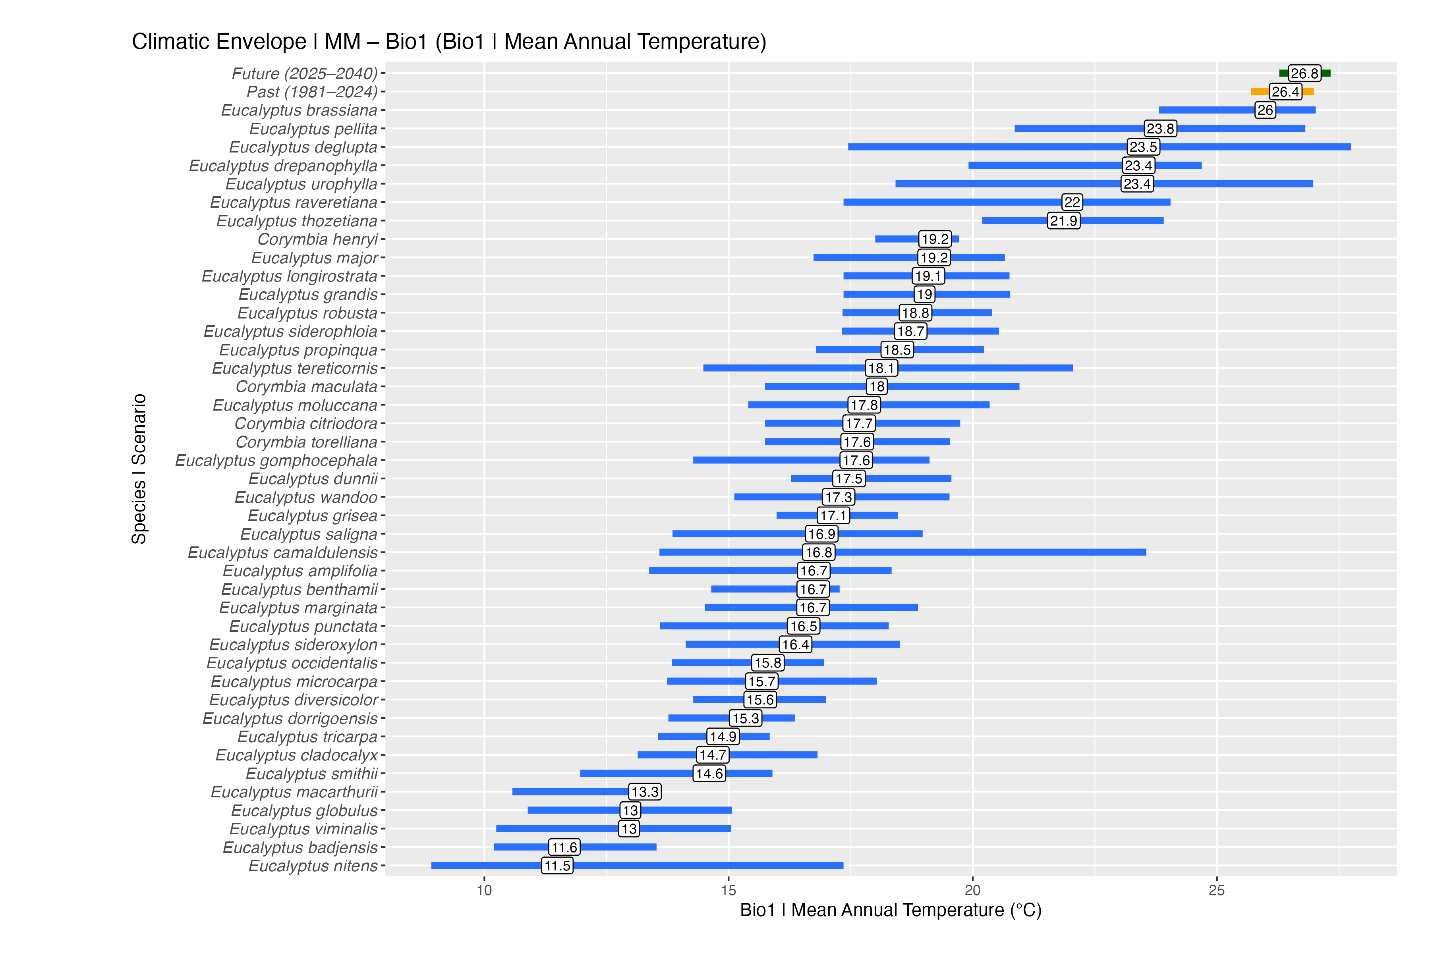 Climatic Envelope | MM – Bio1 (Bio1 | Mean Annual Temperature)
Species | Scenario
Future (2025–2040) 26.8
Past (1981–2024) 26.4
Eucalyptus brassiana 26
Eucalyptus pellita 23.8
Eucalyptus deglupta 23.5
Eucalyptus drepanophylla 23.4
Eucalyptus urophylla 23.4
Eucalyptus raveretiana 22
Eucalyptus thozetiana 21.9
Corymbia henryi 19.2
Eucalyptus major 19.2
Eucalyptus longirostrata 19.1
Eucalyptus grandis 19
Eucalyptus robusta 18.8
Eucalyptus siderophloia 18.7
Eucalyptus propinqua 18.5
Eucalyptus tereticornis 18.1
Corymbia maculata 18
Eucalyptus moluccana 17.8
Corymbia citriodora 17.7
Corymbia torelliana 17.6
Eucalyptus gomphocephala 17.6
Eucalyptus dunnii 17.5
Eucalyptus wandoo 17.3
Eucalyptus grisea 17.1
Eucalyptus saligna 16.9
Eucalyptus camaldulensis 16.8
Eucalyptus amplifolia 16.7
Eucalyptus benthamii 16.7
Eucalyptus marginata 16.7
Eucalyptus punctata 16.5
Eucalyptus sideroxylon 16.4
Eucalyptus occidentalis 15.8
Eucalyptus microcarpa 15.7
Eucalyptus diversicolor 15.6
Eucalyptus dorrigoensis 15.3
Eucalyptus tricarpa 14.9
Eucalyptus cladocalyx 14.7
Eucalyptus smithii 14.6
Eucalyptus macarthurii 13.3
Eucalyptus globulus 13
Eucalyptus viminalis 13
Eucalyptus badjensis 11.6
Eucalyptus nitens 11.5
10 15 20 25
Bio1 | Mean Annual Temperature (°C)